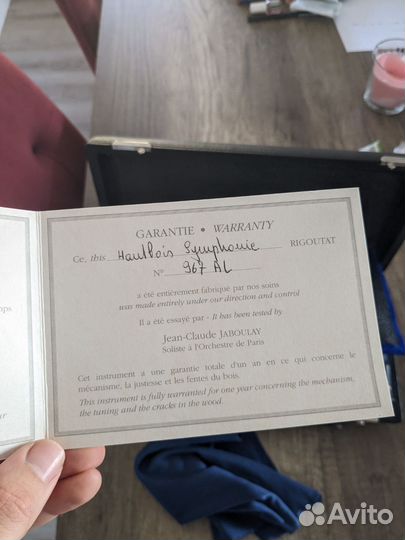 GARANTIE • WARRANTY
Ce, this Hautbois Symphonie RIGOUTAT
N° 967 AL
a été entièrement fabriqué par nos soins
was made entirely under our direction and control
Il a été essayé par - It has been tested by
Jean-Claude JABOULAY
Soliste à l'Orchestre de Paris
Cet instrument a une garantie totale d'un an en ce qui concerne le
mécanisme, la justesse et les fentes du bois.
This instrument is fully warranted for one year concerning the mechanism,
the tuning and the cracks in the wood.
Avito